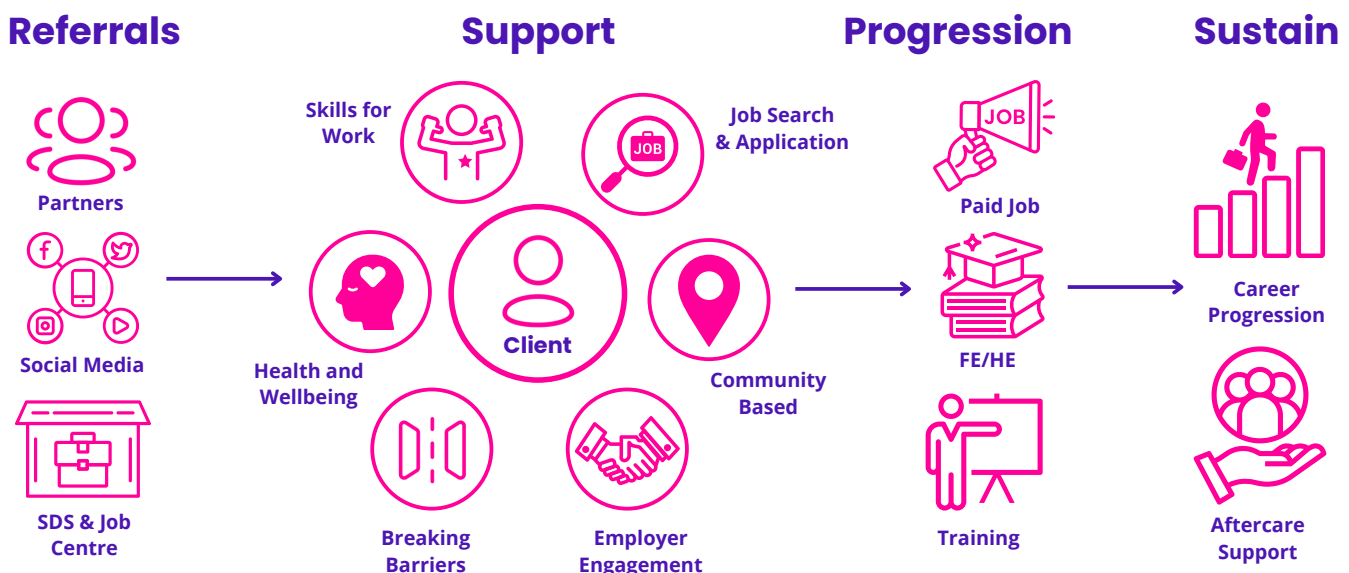 Referrals
Support
Progression
Sustain
Partners
Social Media
SDS & Job
Centre
Skills for
Work
JOB
Job Search
& Application
Health and
Wellbeing
Client
Community
Based
Breaking
Barriers
Employer
Engagement
JOB
Paid Job
FE/HE
Training
Career
Progression
Aftercare
Support